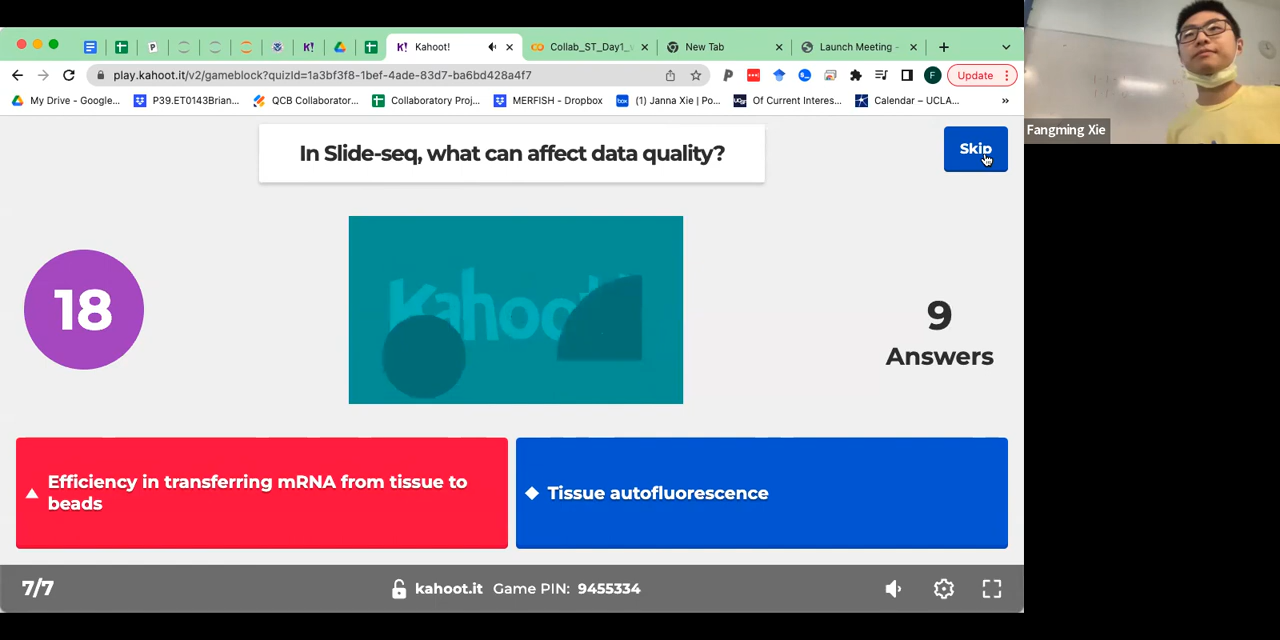 Kahoot!
Collab_ST_Day1_
New Tab
Launch Meeting -
play.kahoot.it/v2/gameblock?quizId=1a3bf3f8-1bef-4ade-83d7-ba6bd428a4f7
F
Update
My Drive - Google...
P39.ET0143Brian...
QCB Collaborator...
Collaboratory Proj...
MERFISH - Dropbox
(1) Janna Xie | Po...
Of Current Interes...
Calendar – UCLA...
»
Fangming Xie
In Slide-seq, what can affect data quality?
Skip
18
Kahoot!
9
Answers
Efficiency in transferring mRNA from tissue to
beads
Tissue autofluorescence
7/7
kahoot.it Game PIN: 9455334